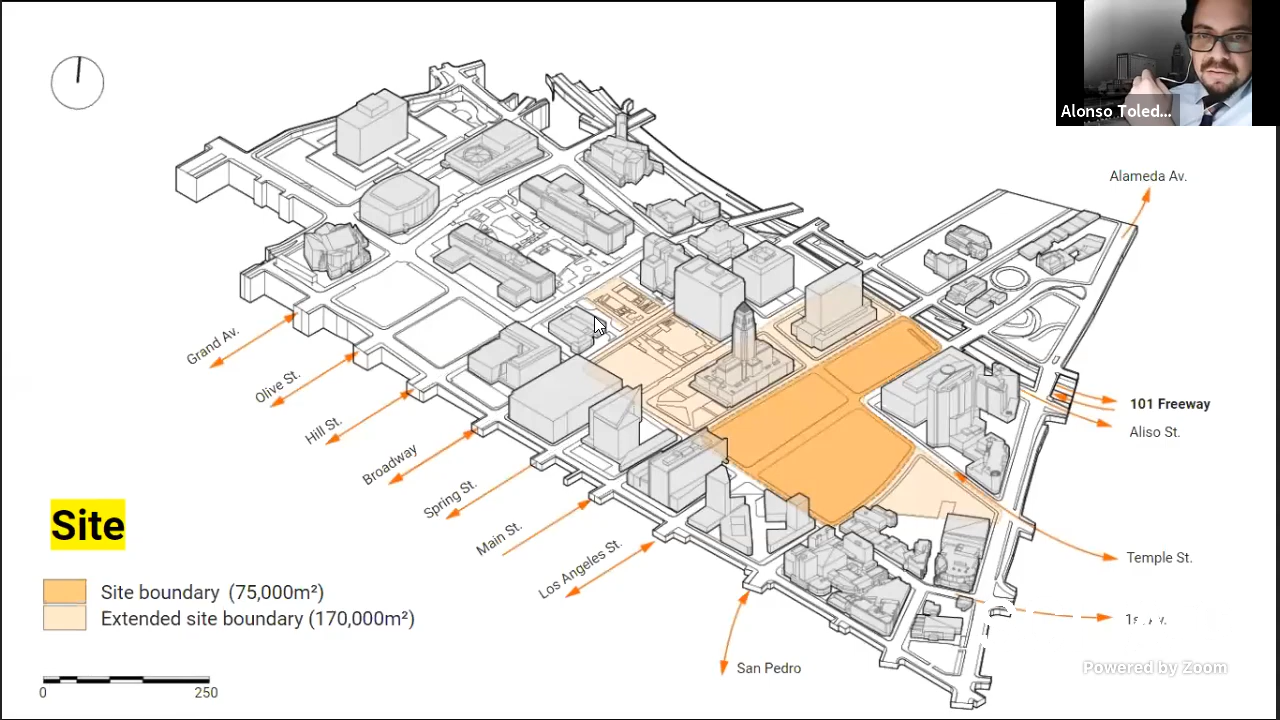 Alonso Toled...
Alameda Av.
Grand Av.
Olive St.
Hill St.
Broadway
Spring St.
Main St.
Los Angeles St.
San Pedro
101 Freeway
Aliso St.
Temple St.
Site
Site boundary (75,000m²)
Extended site boundary (170,000m²)
0 250
Powered by Zoom